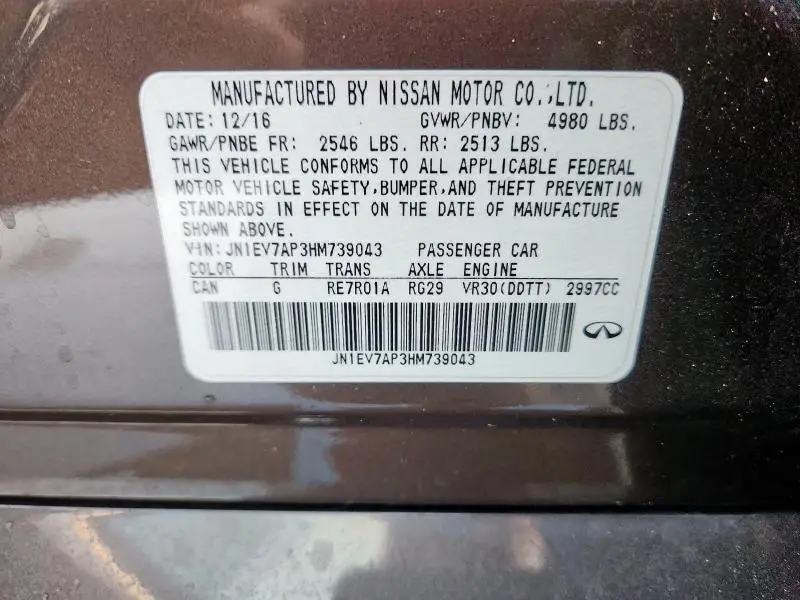 MANUFACTURED BY NISSAN MOTOR CO.,LTD.
DATE: 12/16 GVWR/PNBV: 4980 LBS.
GAWR/PNBE FR: 2546 LBS. RR: 2513 LBS.
THIS VEHICLE CONFORMS TO ALL APPLICABLE FEDERAL
MOTOR VEHICLE SAFETY,BUMPER,AND THEFT PREVENTION
STANDARDS IN EFFECT ON THE DATE OF MANUFACTURE
SHOWN ABOVE.
VIN: JN1EV7AP3HM739043 PASSENGER CAR
COLOR TRIM TRANS AXLE ENGINE
CAN G RE7R01A RG29 VR30(DDTT) 2997CC
JN1EV7AP3HM739043